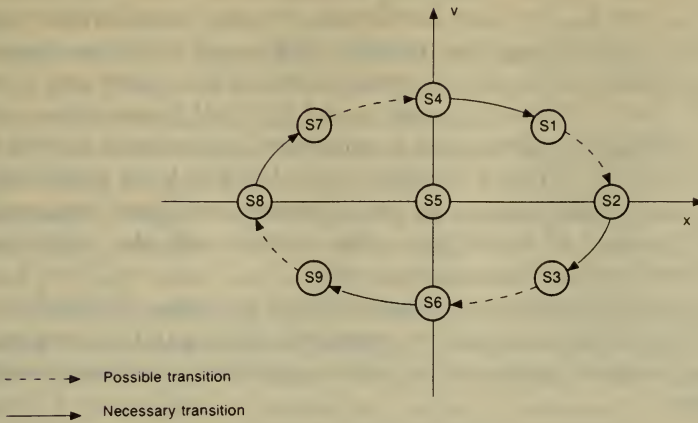 v
S4
S7
S1
S8
S5
S2
x
S9
S3
S6
Possible transition
Necessary transition